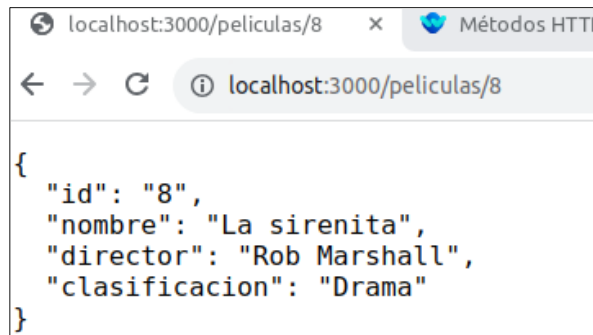 localhost:3000/peliculas/8
Métodos HTT
localhost:3000/peliculas/8
{
"id": "8",
"nombre": "La sirenita",
"director": "Rob Marshall",
"clasificacion": "Drama"
}